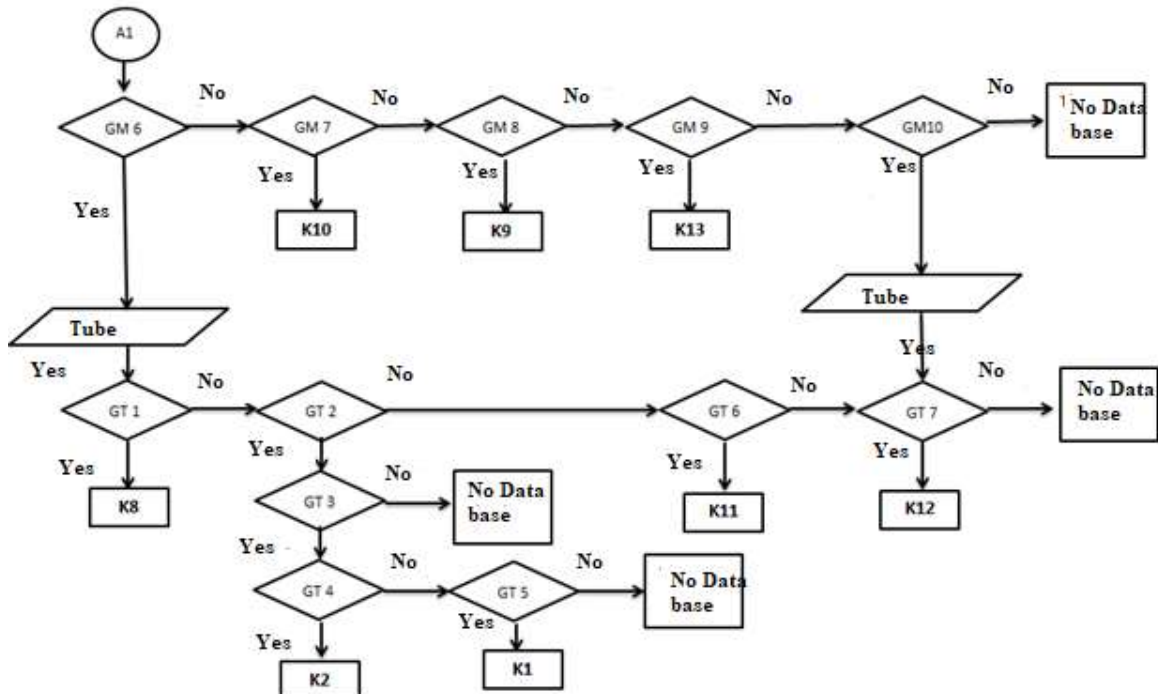 A1
No
No
No
No
No
GM 6
GM 7
GM 8
GM 9
GM10
No Data
base
Yes
Yes
Yes
Yes
Yes
K10
K9
K13
Tube
Tube
Yes
Yes
No
No
No
No
GT 1
GT 2
GT 6
GT 7
No Data
base
Yes
Yes
Yes
Yes
K8
GT 3
No
No Data
base
K11
K12
Yes
No
No
GT 4
GT 5
No Data
base
Yes
Yes
K2
K1